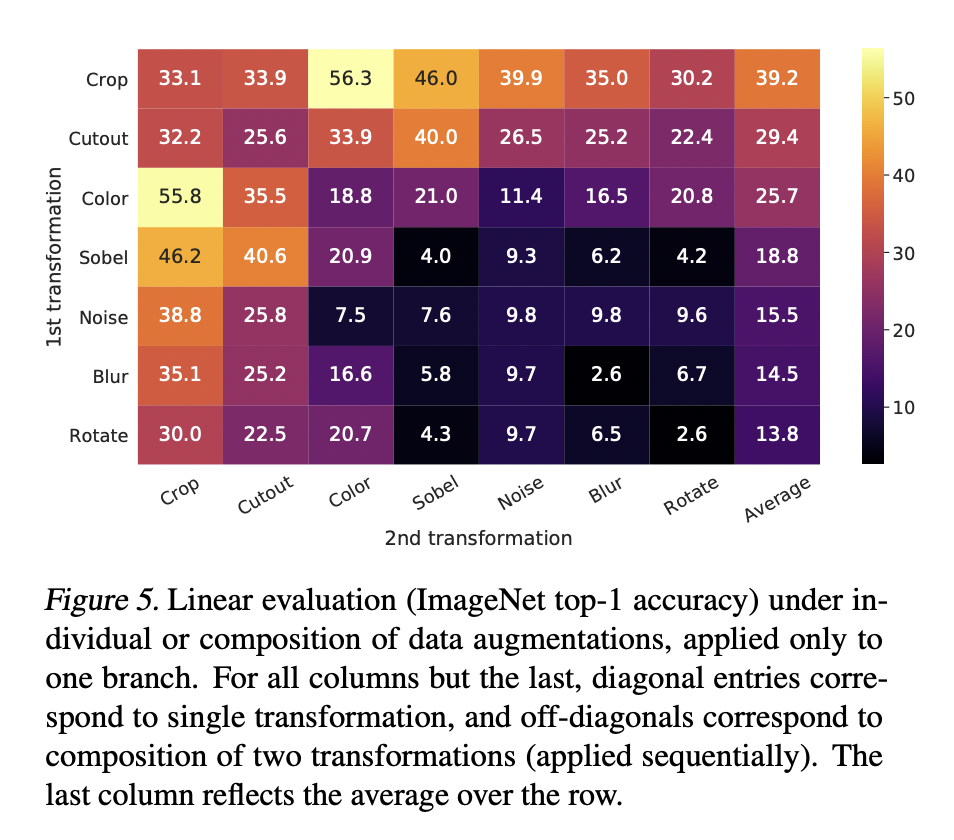 Crop 33.1 33.9 56.3 46.0 39.9 35.0 30.2 39.2
Cutout 32.2 25.6 33.9 40.0 26.5 25.2 22.4 29.4
Color 55.8 35.5 18.8 21.0 11.4 16.5 20.8 25.7
Sobel 46.2 40.6 20.9 4.0 9.3 6.2 4.2 18.8
Noise 38.8 25.8 7.5 7.6 9.8 9.8 9.6 15.5
Blur 35.1 25.2 16.6 5.8 9.7 2.6 6.7 14.5
Rotate 30.0 22.5 20.7 4.3 9.7 6.5 2.6 13.8
1st transformation
Crop Cutout Color Sobel Noise Blur Rotate Average
2nd transformation
50
40
30
20
10
Figure 5. Linear evaluation (ImageNet top-1 accuracy) under in-
dividual or composition of data augmentations, applied only to
one branch. For all columns but the last, diagonal entries corre-
spond to single transformation, and off-diagonals correspond to
composition of two transformations (applied sequentially). The
last column reflects the average over the row.